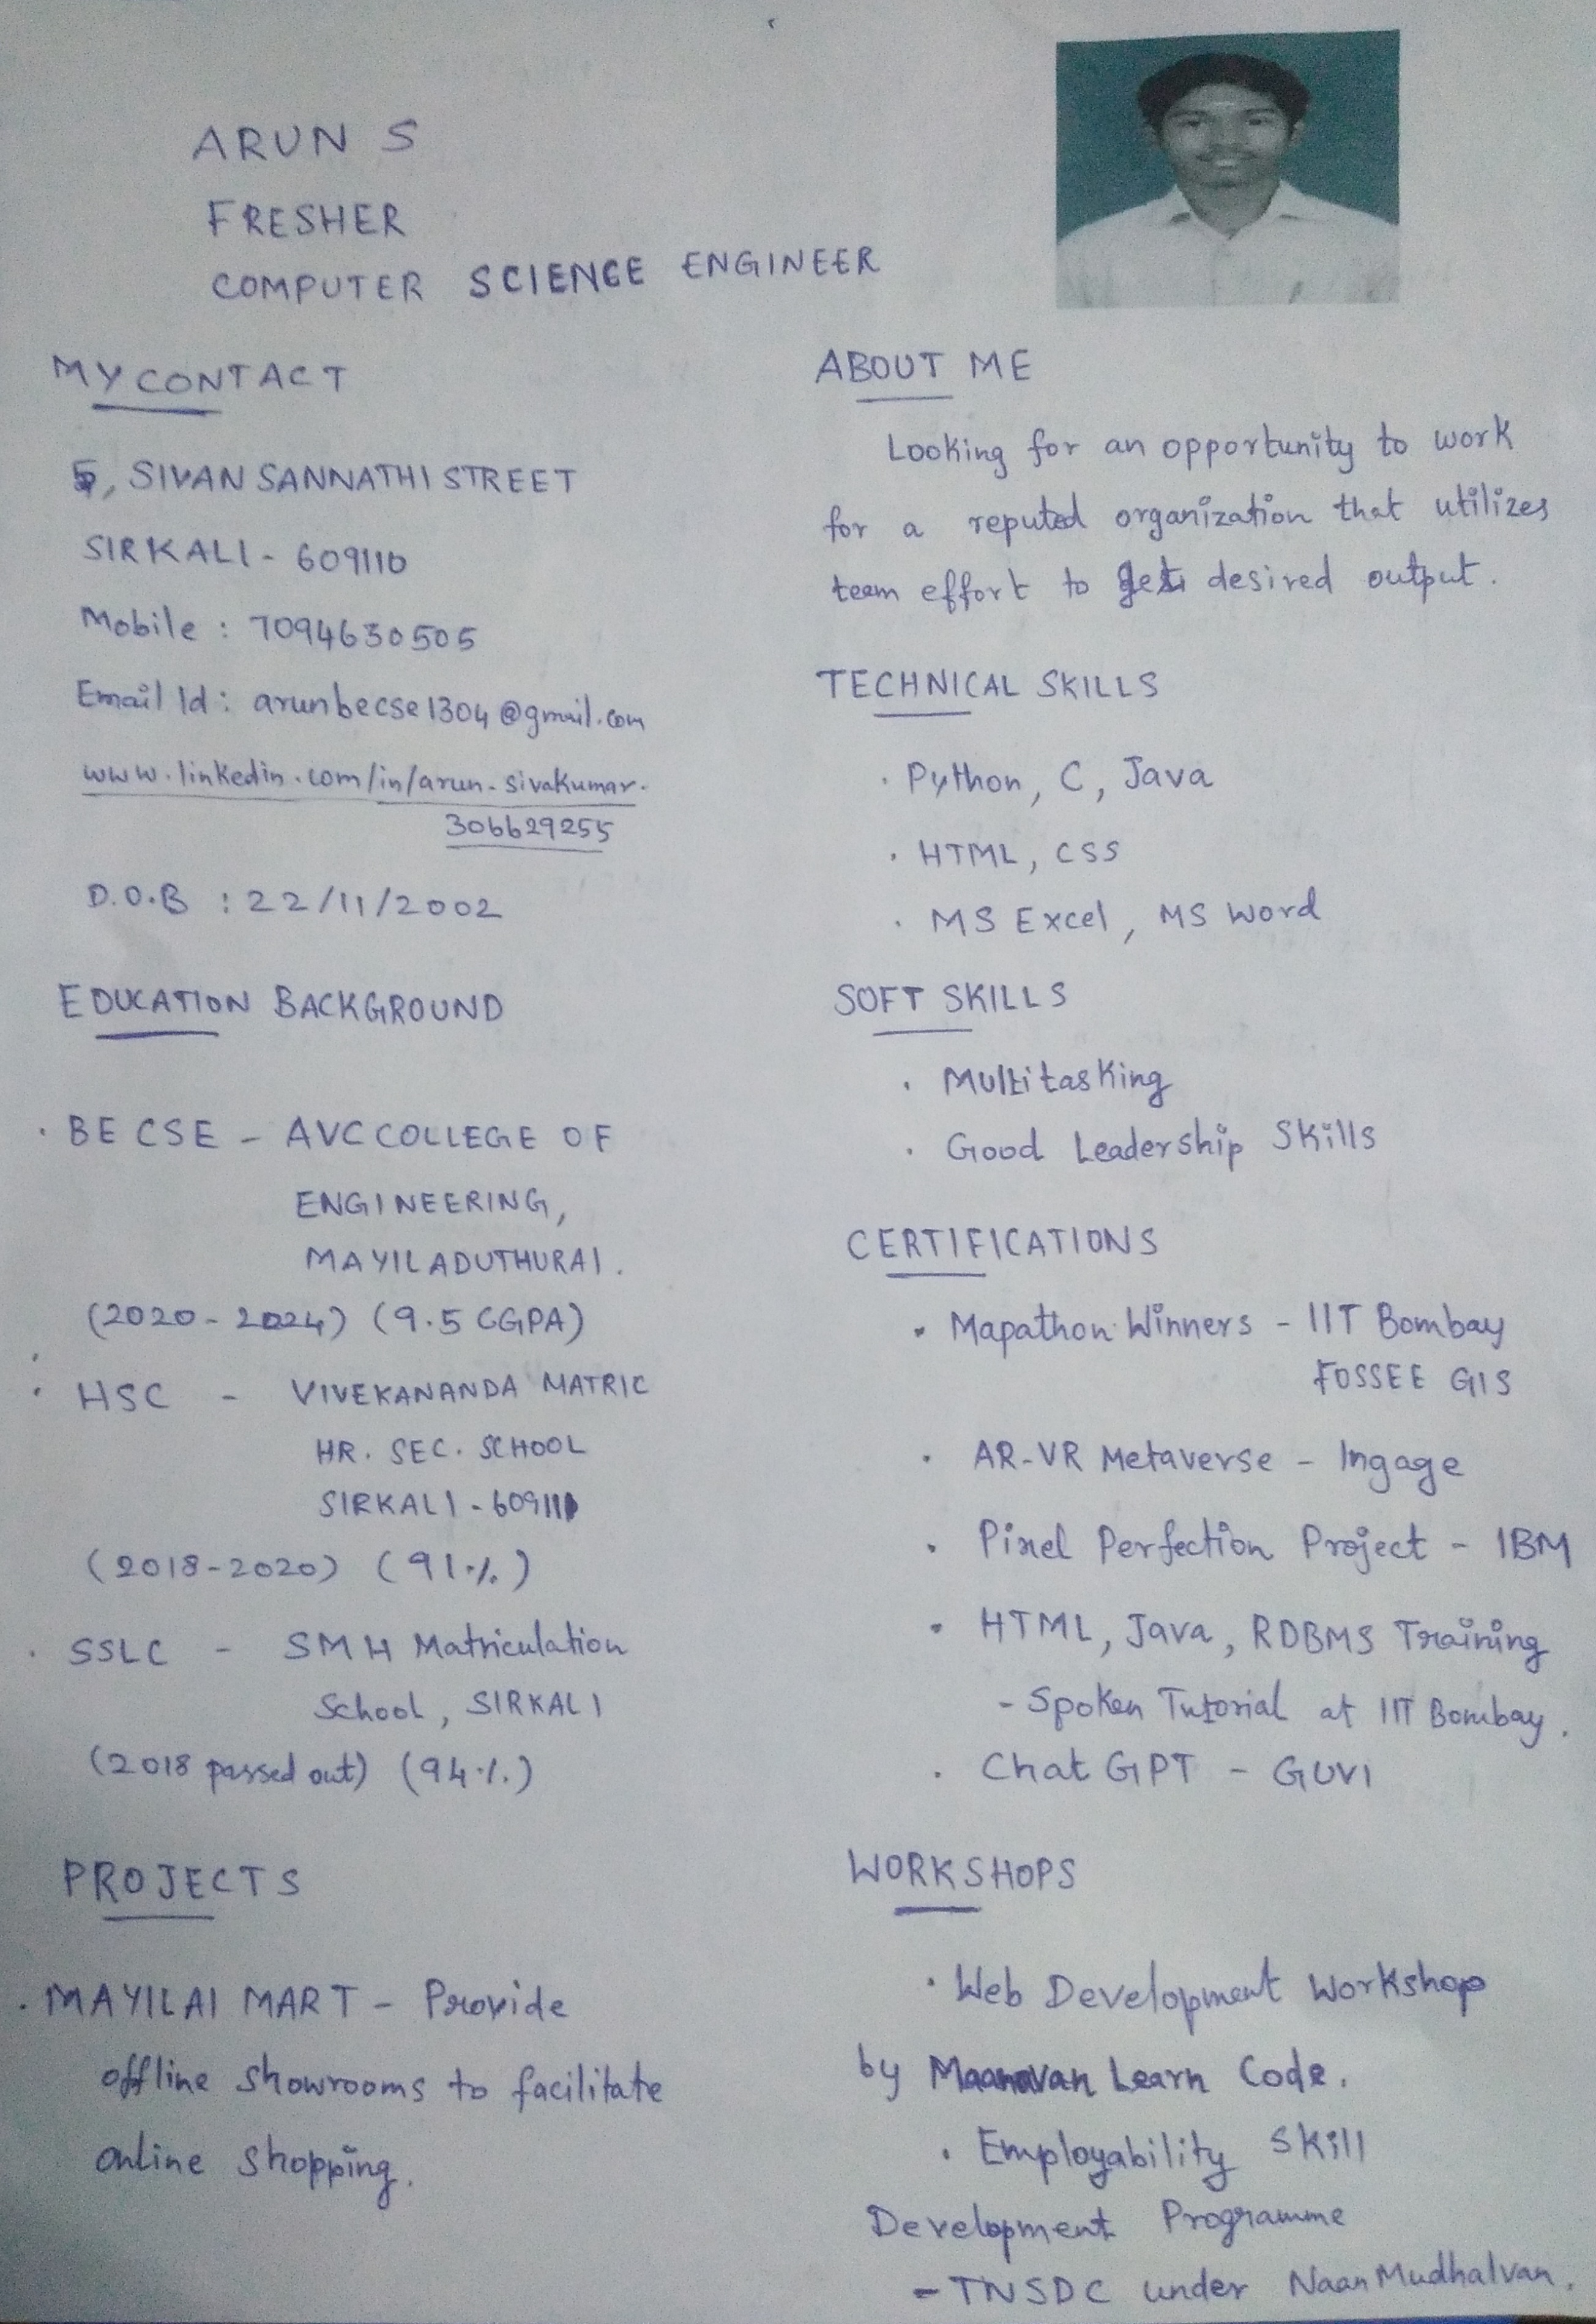 ARUN S
FRESHER
COMPUTER SCIENCE ENGINEER
MY CONTACT
5, SIVAN SANNATHI STREET
SIRKALI - 609110
Mobile : 7094630505
Email Id : arunbecse1304@gmail.com
www.linkedin.com/in/arun-sivakumar-
306629255
D.O.B : 22/11/2002
EDUCATION BACKGROUND
· BE CSE - AVC COLLEGE OF
ENGINEERING,
MAYILADUTHURAI.
(2020 - 2024) (9.5 CGPA)
· HSC - VIVEKANANDA MATRIC
HR. SEC. SCHOOL
SIRKALI - 609111
(2018-2020) (91%)
· SSLC - SMH Matriculation
School, SIRKALI
(2018 passed out) (94%)
PROJECTS
· MAYILAI MART - Provide
offline showrooms to facilitate
online shopping.
ABOUT ME
Looking for an opportunity to work
for a reputed organization that utilizes
team effort to get desired output.
TECHNICAL SKILLS
· Python, C, Java
· HTML, CSS
· MS Excel, MS Word
SOFT SKILLS
· Multitasking
· Good Leadership Skills
CERTIFICATIONS
· Mapathon Winners - IIT Bombay
FOSSEE GIS
· AR-VR Metaverse - Ingage
· Pixel Perfection Project - IBM
· HTML, Java, RDBMS Training
- Spoken Tutorial at IIT Bombay.
· Chat GPT - GUVI
WORKSHOPS
· Web Development Workshop
by Maanavan Learn Code.
· Employability Skill
Development Programme
- TNSDC under Naan Mudhalvan.